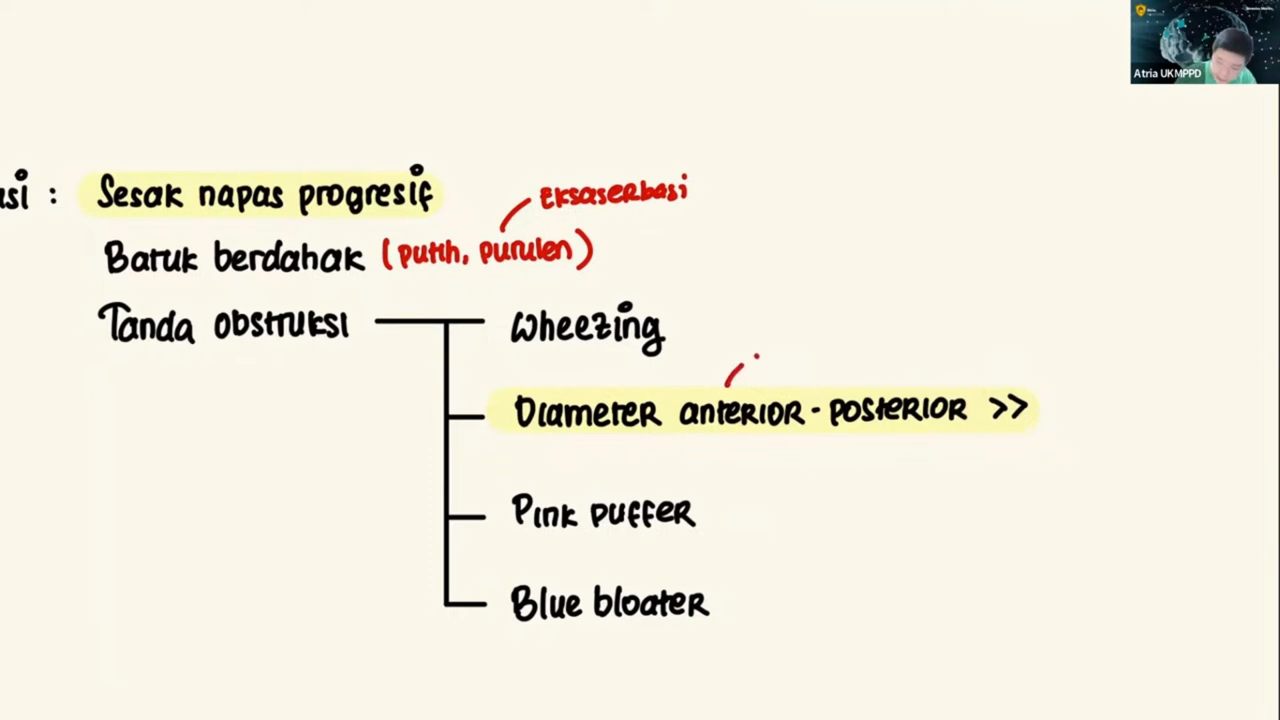 Atria UKMPPD
asi : Sesak napas progresif
Eksaserbasi
Batuk berdahak (putih, purulen)
Tanda obstruksi
Wheezing
Diameter anterior - posterior >>
Pink puffer
Blue bloater